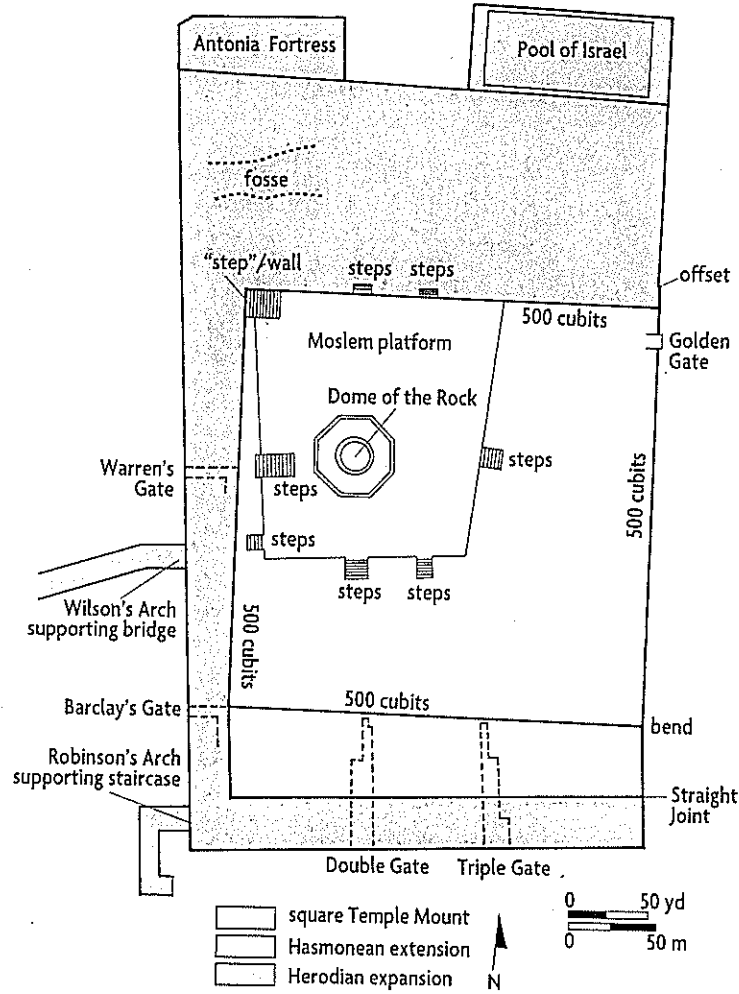 Antonia Fortress
Pool of Israel
fosse
"step"/wall
steps
steps
offset
500 cubits
Golden
Gate
Moslem platform
Dome of the Rock
Warren's
Gate
steps
steps
500 cubits
steps
steps
steps
Wilson's Arch
supporting bridge
500 cubits
500 cubits
Barclay's Gate
bend
Robinson's Arch
supporting staircase
Straight
Joint
Double Gate
Triple Gate
square Temple Mount
Hasmonean extension
Herodian expansion
N
0 50 yd
0 50 m